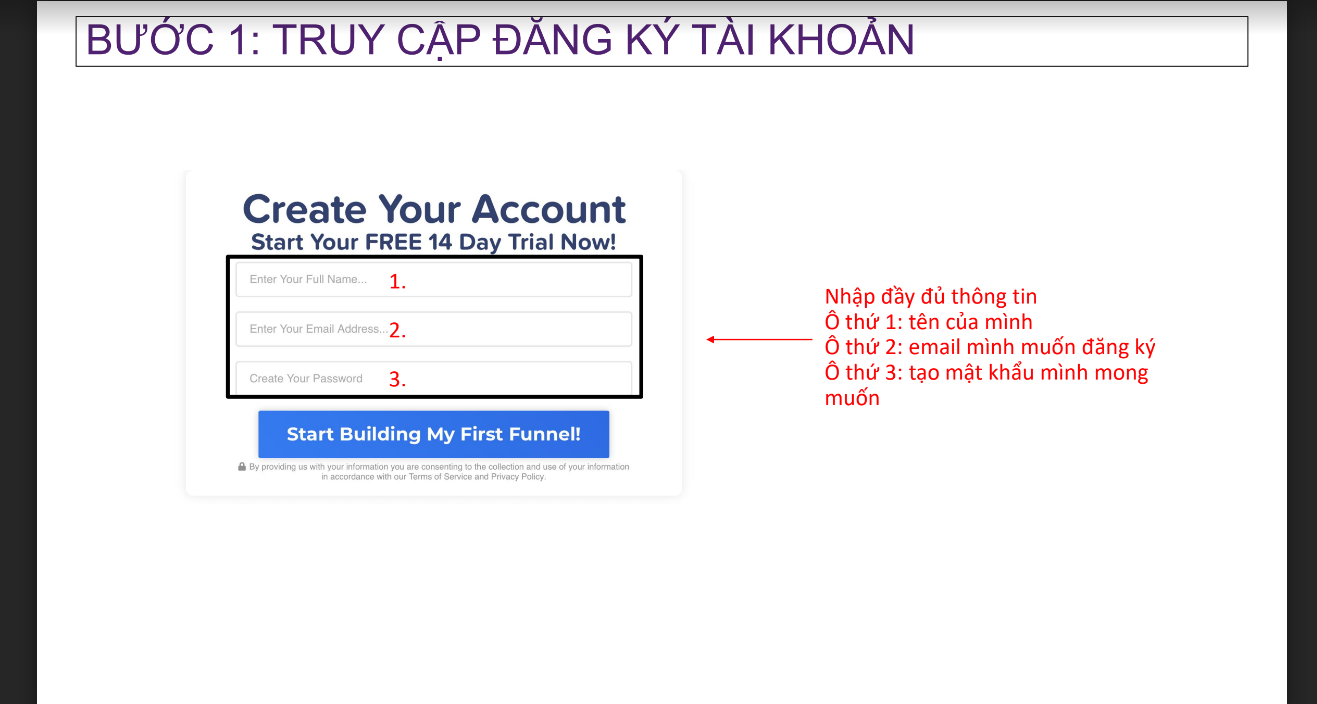 BƯỚC 1: TRUY CẬP ĐĂNG KÝ TÀI KHOẢN
Create Your Account
Start Your FREE 14 Day Trial Now!
Enter Your Full Name... 1.
Enter Your Email Address... 2.
Create Your Password 3.
Start Building My First Funnel!
By providing us with your information you are consenting to the collection and use of your information
in accordance with our Terms of Service and Privacy Policy.
Nhập đầy đủ thông tin
Ô thứ 1: tên của mình
Ô thứ 2: email mình muốn đăng ký
Ô thứ 3: tạo mật khẩu mình mong
muốn